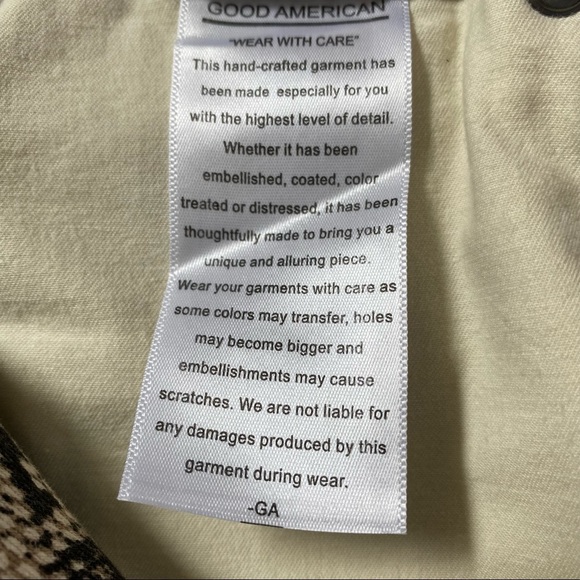 GOOD AMERICAN
"WEAR WITH CARE"
This hand-crafted garment has
been made especially for you
with the highest level of detail.
Whether it has been
embellished, coated, color
treated or distressed, it has been
thoughtfully made to bring you a
unique and alluring piece.
Wear your garments with care as
some colors may transfer, holes
may become bigger and
embellishments may cause
scratches. We are not liable for
any damages produced by this
garment during wear.
-GA